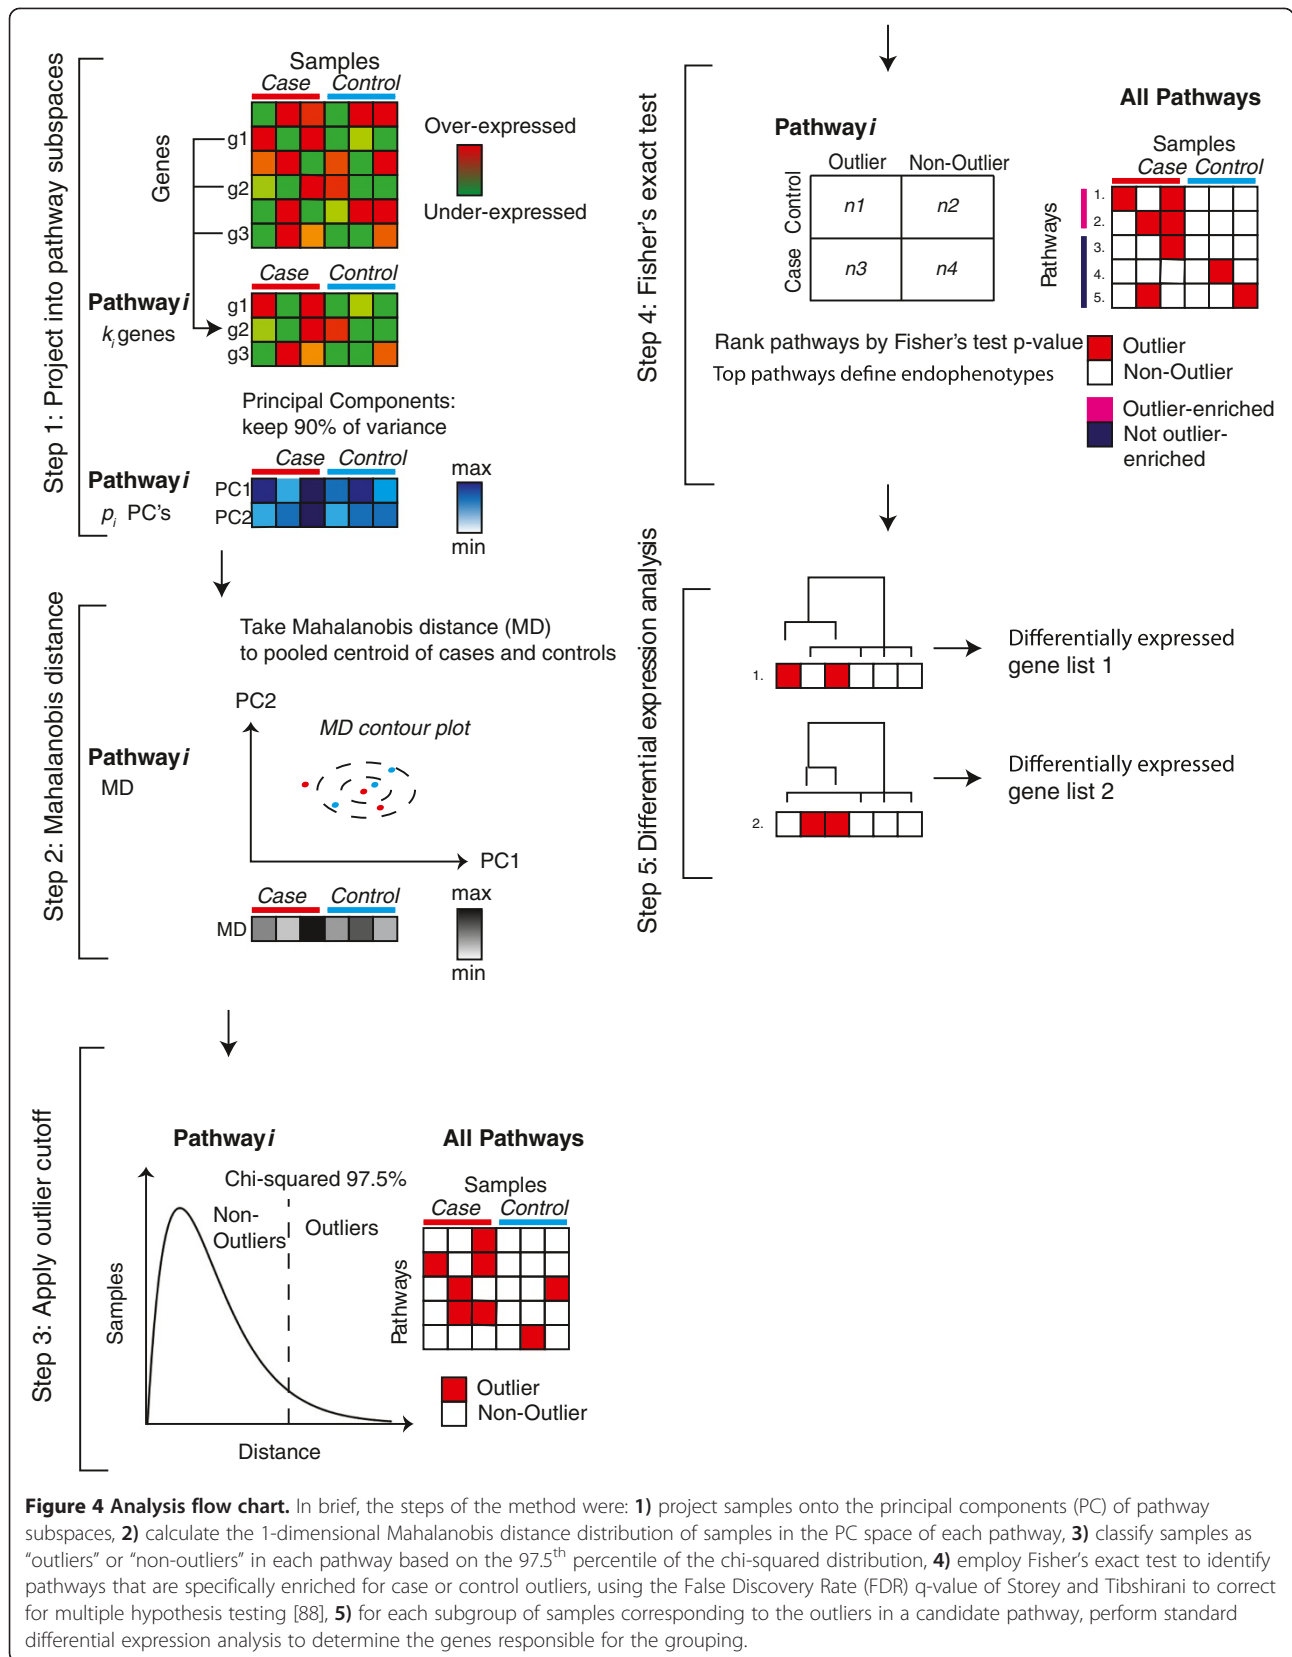 Step 1: Project into pathway subspaces
Samples
Case Control
Genes
g1
g2
g3
Over-expressed
Under-expressed
Case Control
Pathway i
ki genes
g1
g2
g3
Principal Components:
keep 90% of variance
Case Control
Pathway i
pi PC's
PC1
PC2
max
min
Step 2: Mahalanobis distance
Take Mahalanobis distance (MD)
to pooled centroid of cases and controls
PC2
MD contour plot
Pathway i
MD
PC1
Case Control
MD
max
min
Step 3: Apply outlier cutoff
Pathway i
Chi-squared 97.5%
Non-
Outliers
Outliers
Samples
Distance
All Pathways
Samples
Case Control
Pathways
Outlier
Non-Outlier
Step 4: Fisher's exact test
Pathway i
Outlier Non-Outlier
Control
n1 n2
Case
n3 n4
All Pathways
Samples
Case Control
Pathways
1.
2.
3.
4.
5.
Rank pathways by Fisher's test p-value
Top pathways define endophenotypes
Outlier
Non-Outlier
Outlier-enriched
Not outlier-
enriched
Step 5: Differential expression analysis
1.
Differentially expressed
gene list 1
2.
Differentially expressed
gene list 2
Figure 4 Analysis flow chart. In brief, the steps of the method were: 1) project samples onto the principal components (PC) of pathway
subspaces, 2) calculate the 1-dimensional Mahalanobis distance distribution of samples in the PC space of each pathway, 3) classify samples as
“outliers” or “non-outliers” in each pathway based on the 97.5th percentile of the chi-squared distribution, 4) employ Fisher’s exact test to identify
pathways that are specifically enriched for case or control outliers, using the False Discovery Rate (FDR) q-value of Storey and Tibshirani to correct
for multiple hypothesis testing [88], 5) for each subgroup of samples corresponding to the outliers in a candidate pathway, perform standard
differential expression analysis to determine the genes responsible for the grouping.